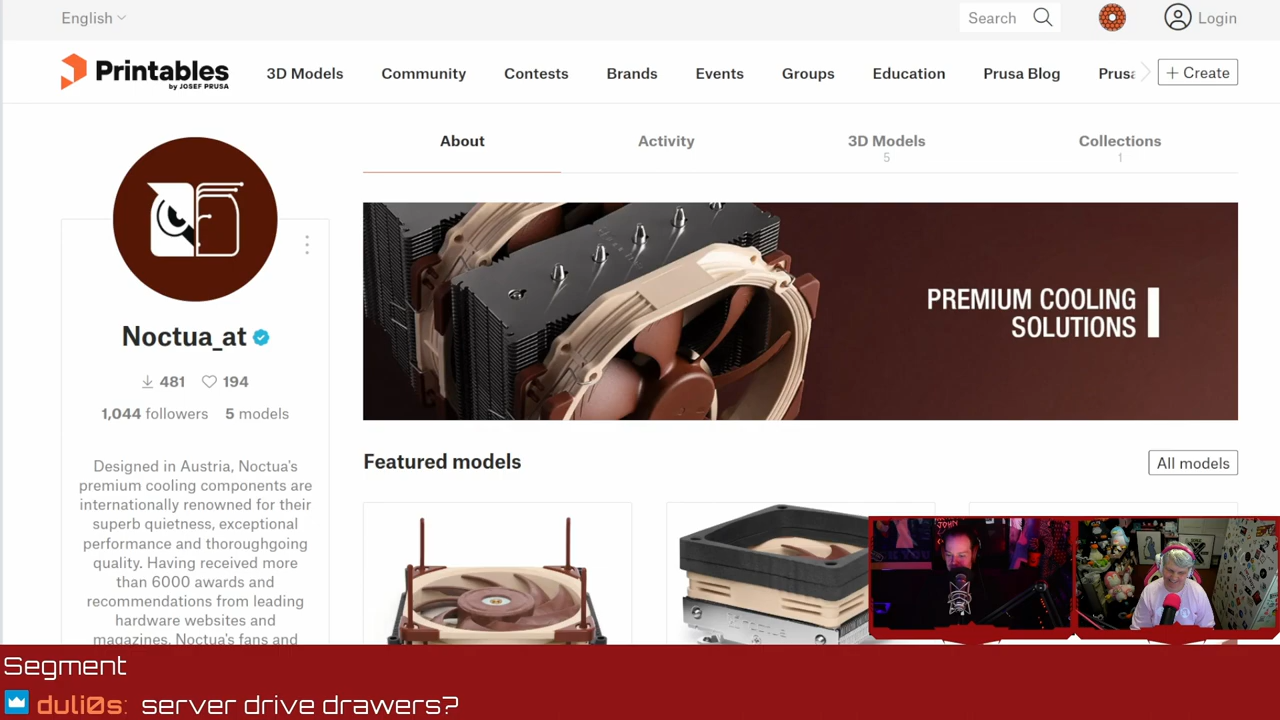 English
Search
Login
Printables
by JOSEF PRUSA
3D Models
Community
Contests
Brands
Events
Groups
Education
Prusa Blog
Prusa
+ Create
About
Activity
3D Models
5
Collections
1
PREMIUM COOLING
SOLUTIONS
Noctua_at
481
194
1,044 followers
5 models
Designed in Austria, Noctua's
premium cooling components are
internationally renowned for their
superb quietness, exceptional
performance and thoroughgoing
quality. Having received more
than 6000 awards and
recommendations from leading
hardware websites and
magazines, Noctua's fans and
Featured models
All models
JOHN
Segment
duli0s: server drive drawers?